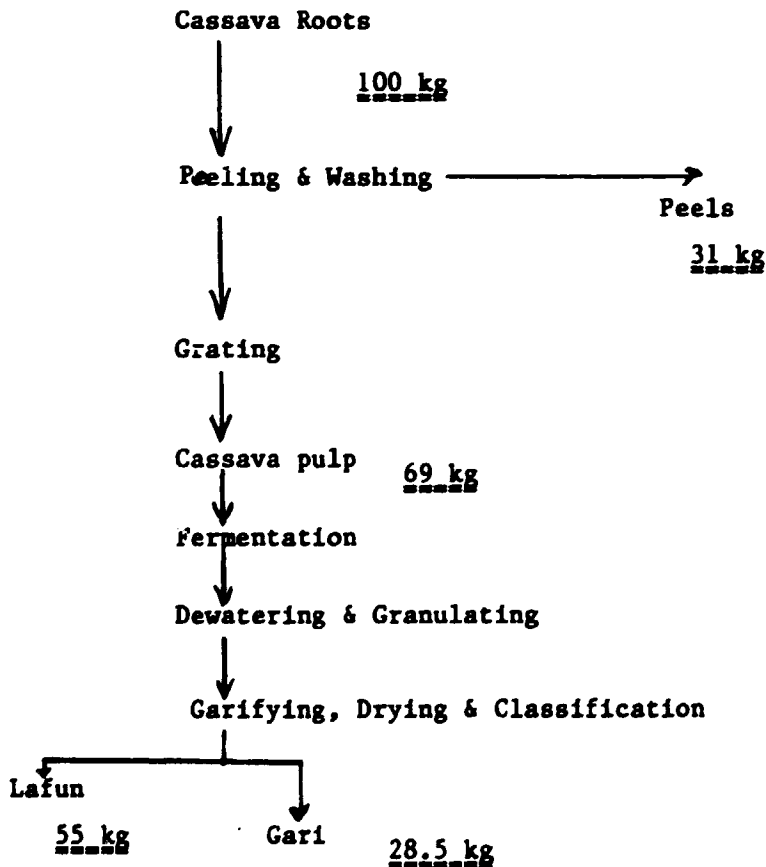 Cassava Roots
100 kg
Peeling & Washing
Peels
31 kg
Grating
Cassava pulp
69 kg
Fermentation
Dewatering & Granulating
Garifying, Drying & Classification
Lafun
55 kg
Gari
28.5 kg